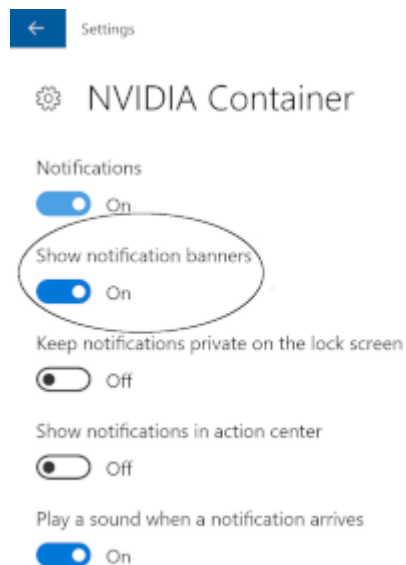 Settings
NVIDIA Container
Notifications
On
Show notification banners
On
Keep notifications private on the lock screen
Off
Show notifications in action center
Off
Play a sound when a notification arrives
On